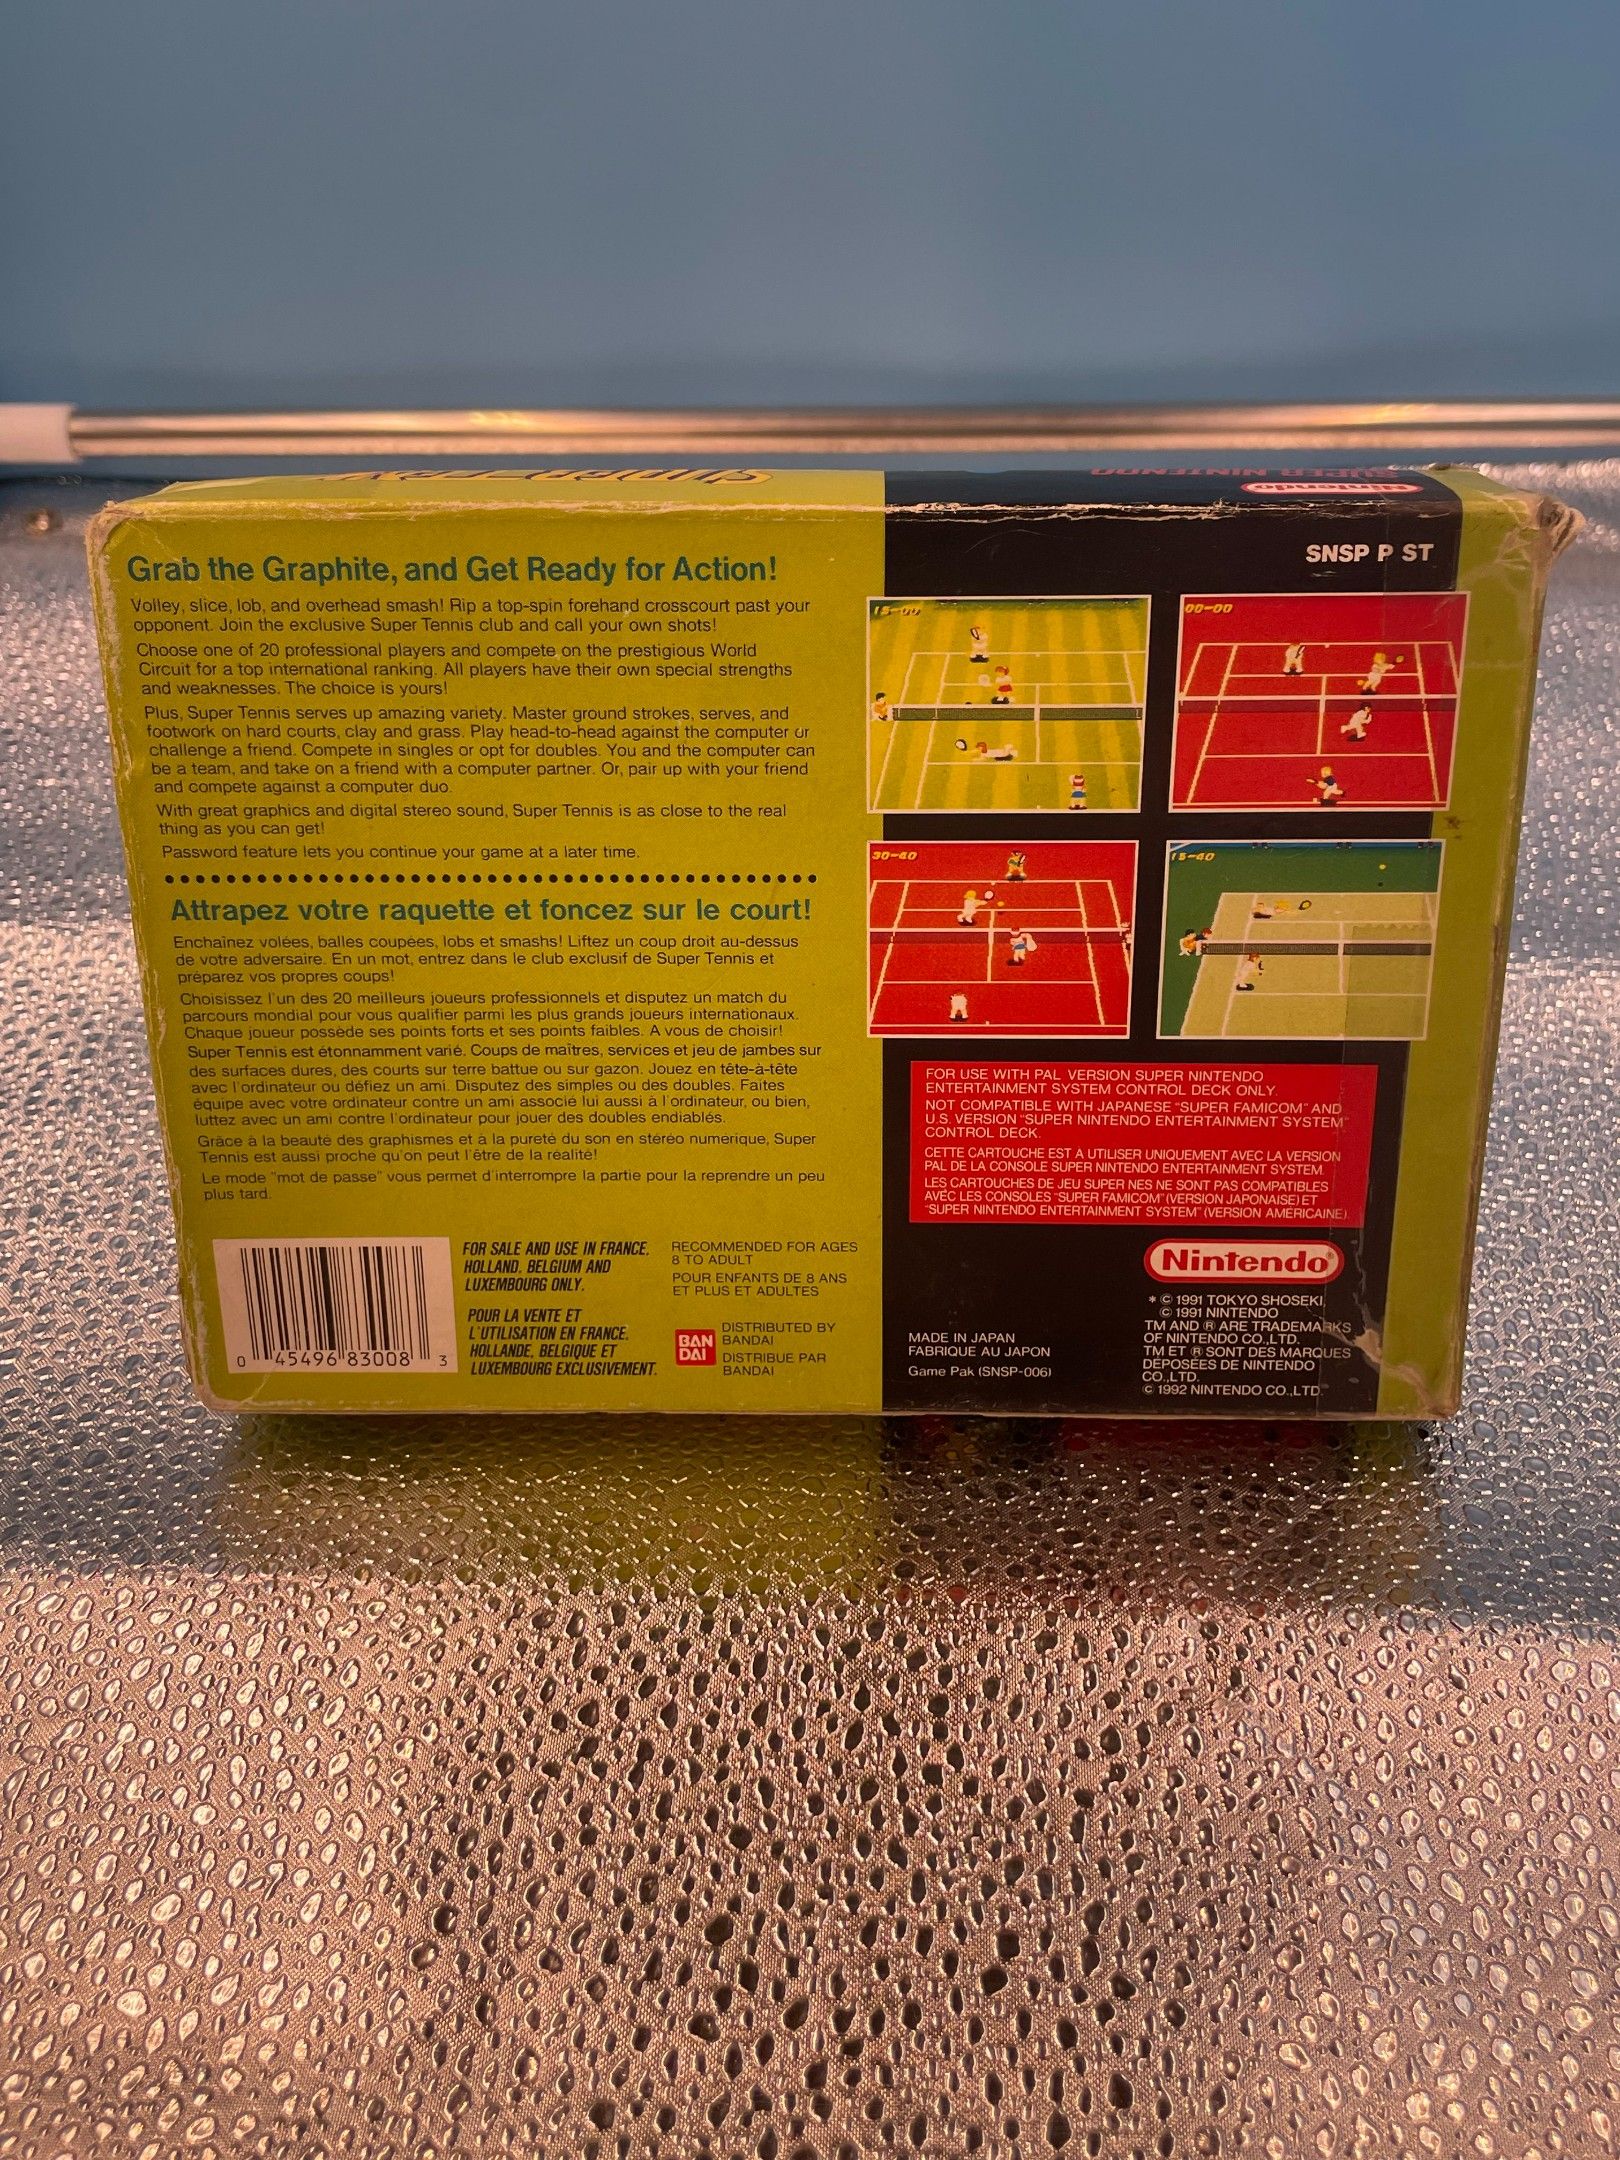 SUPER NINTENDO
Nintendo
SNSP P ST
Grab the Graphite, and Get Ready for Action!
Volley, slice, lob, and overhead smash! Rip a top-spin forehand crosscourt past your
opponent. Join the exclusive Super Tennis club and call your own shots!
Choose one of 20 professional players and compete on the prestigious World
Circuit for a top international ranking. All players have their own special strengths
and weaknesses. The choice is yours!
Plus, Super Tennis serves up amazing variety. Master ground strokes, serves, and
footwork on hard courts, clay and grass. Play head-to-head against the computer or
challenge a friend. Compete in singles or opt for doubles. You and the computer can
be a team, and take on a friend with a computer partner. Or, pair up with your friend
and compete against a computer duo.
With great graphics and digital stereo sound, Super Tennis is as close to the real
thing as you can get!
Password feature lets you continue your game at a later time.
Attrapez votre raquette et foncez sur le court!
Enchaînez volées, balles coupées, lobs et smashs! Liftez un coup droit au-dessus
de votre adversaire. En un mot, entrez dans le club exclusif de Super Tennis et
préparez vos propres coups!
Choisissez l'un des 20 meilleurs joueurs professionnels et disputez un match du
parcours mondial pour vous qualifier parmi les plus grands joueurs internationaux.
Chaque joueur possède ses points forts et ses points faibles. A vous de choisir!
Super Tennis est étonnamment varié. Coups de maîtres, services et jeu de jambes sur
des surfaces dures, des courts sur terre battue ou sur gazon. Jouez en tête-à-tête
avec l'ordinateur ou défiez un ami. Disputez des simples ou des doubles. Faites
équipe avec votre ordinateur contre un ami associé lui aussi à l'ordinateur, ou bien,
luttez avec un ami contre l'ordinateur pour jouer des doubles endiablés.
Grâce à la beauté des graphismes et à la pureté du son en stéréo numérique, Super
Tennis est aussi proche qu'on peut l'être de la réalité!
Le mode "mot de passe" vous permet d'interrompre la partie pour la reprendre un peu
plus tard.
15-00
00-00
30-40
15-40
FOR USE WITH PAL VERSION SUPER NINTENDO
ENTERTAINMENT SYSTEM CONTROL DECK ONLY.
NOT COMPATIBLE WITH JAPANESE "SUPER FAMICOM" AND
U.S. VERSION "SUPER NINTENDO ENTERTAINMENT SYSTEM"
CONTROL DECK.
CETTE CARTOUCHE EST A UTILISER UNIQUEMENT AVEC LA VERSION
PAL DE LA CONSOLE SUPER NINTENDO ENTERTAINMENT SYSTEM.
LES CARTOUCHES DE JEU SUPER NES NE SONT PAS COMPATIBLES
AVEC LES CONSOLES "SUPER FAMICOM" (VERSION JAPONAISE) ET
"SUPER NINTENDO ENTERTAINMENT SYSTEM" (VERSION AMÉRICAINE).
0 45496 83008 3
FOR SALE AND USE IN FRANCE,
HOLLAND, BELGIUM AND
LUXEMBOURG ONLY.
POUR LA VENTE ET
L'UTILISATION EN FRANCE,
HOLLANDE, BELGIQUE ET
LUXEMBOURG EXCLUSIVEMENT.
RECOMMENDED FOR AGES
8 TO ADULT
POUR ENFANTS DE 8 ANS
ET PLUS ET ADULTES
BAN
DAI
DISTRIBUTED BY
BANDAI
DISTRIBUE PAR
BANDAI
MADE IN JAPAN
FABRIQUE AU JAPON
Game Pak (SNSP-006)
Nintendo®
* © 1991 TOKYO SHOSEKI,
© 1991 NINTENDO
TM AND ® ARE TRADEMARKS
OF NINTENDO CO.,LTD.
TM ET ® SONT DES MARQUES
DÉPOSÉES DE NINTENDO
CO.,LTD.
© 1992 NINTENDO CO.,LTD.